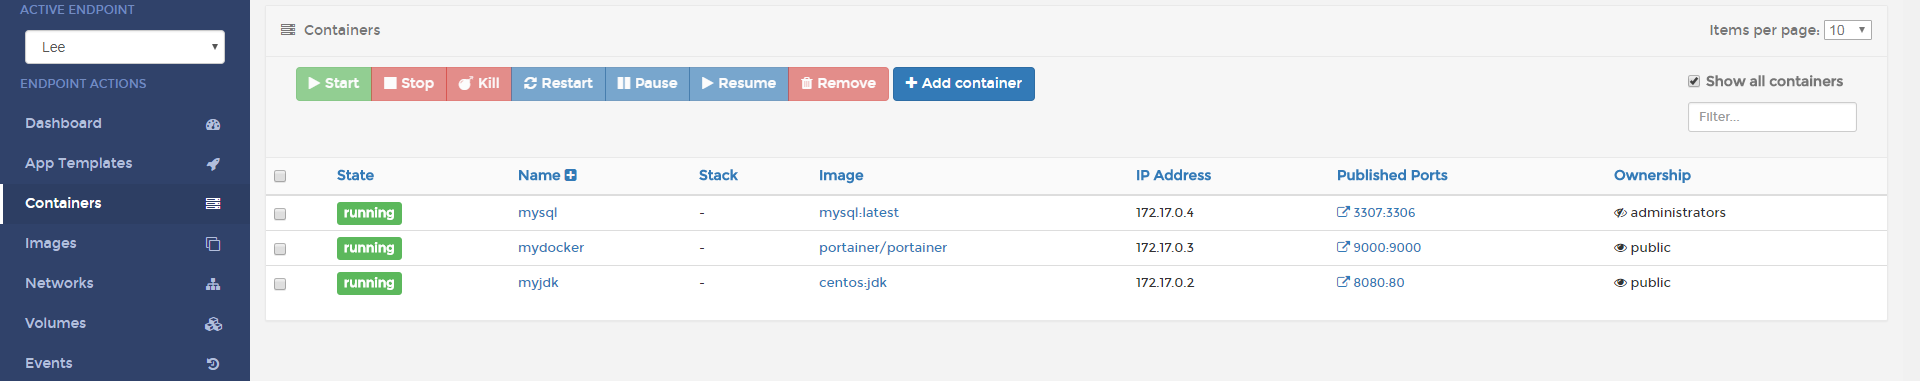 ACTIVE ENDPOINT
Lee
ENDPOINT ACTIONS
Dashboard
App Templates
Containers
Images
Networks
Volumes
Events
Containers
Items per page: 10
Start Stop Kill Restart Pause Resume Remove Add container
Show all containers
Filter...
State Name Stack Image IP Address Published Ports Ownership
running mysql - mysql:latest 172.17.0.4 3307:3306 administrators
running mydocker - portainer/portainer 172.17.0.3 9000:9000 public
running myjdk - centos:jdk 172.17.0.2 8080:80 public